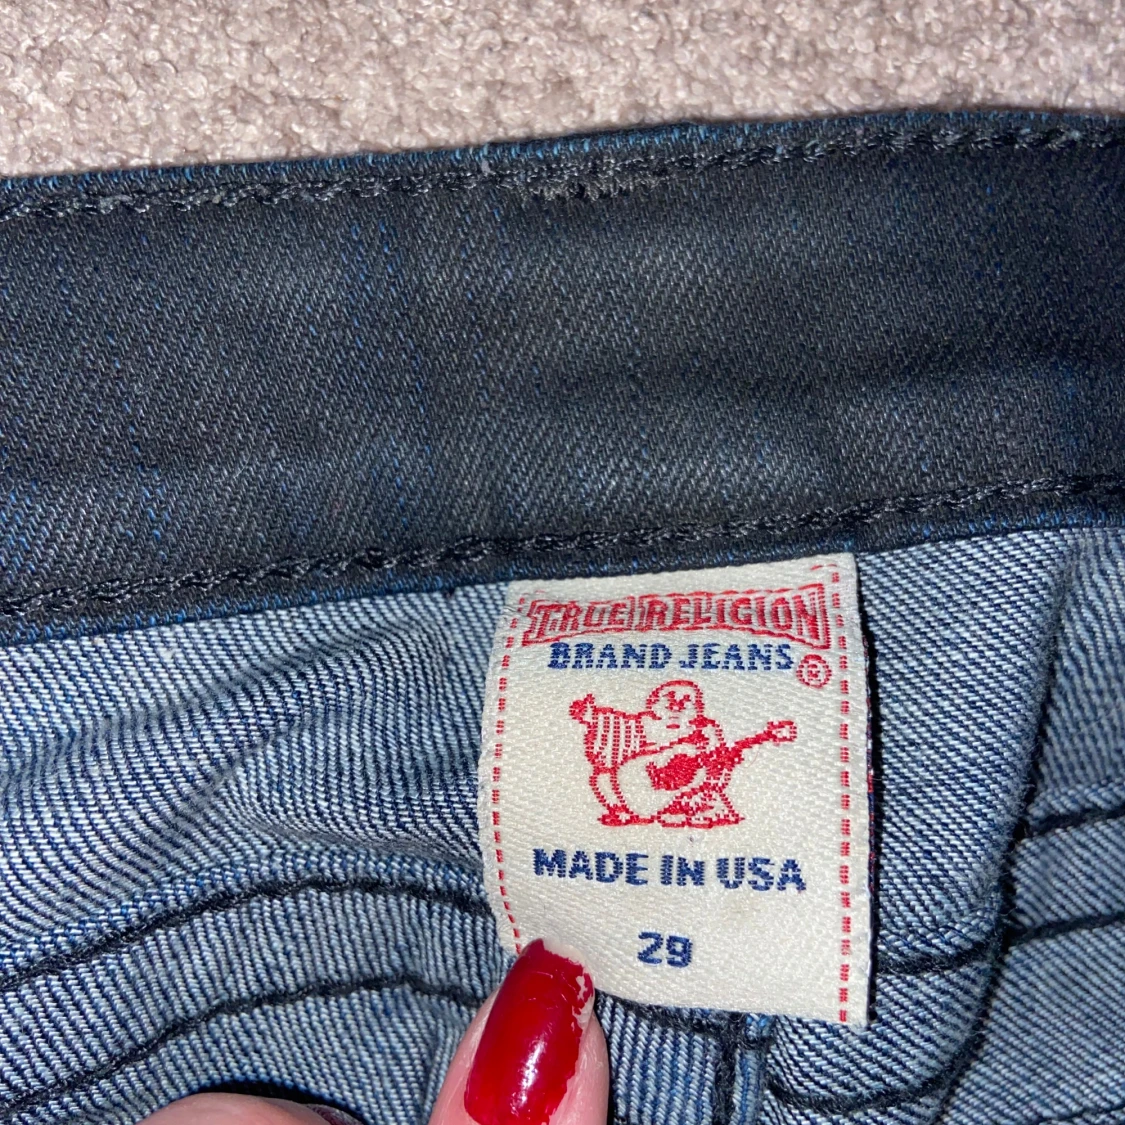 TRUE RELIGION
BRAND JEANS
©
MADE IN USA
29